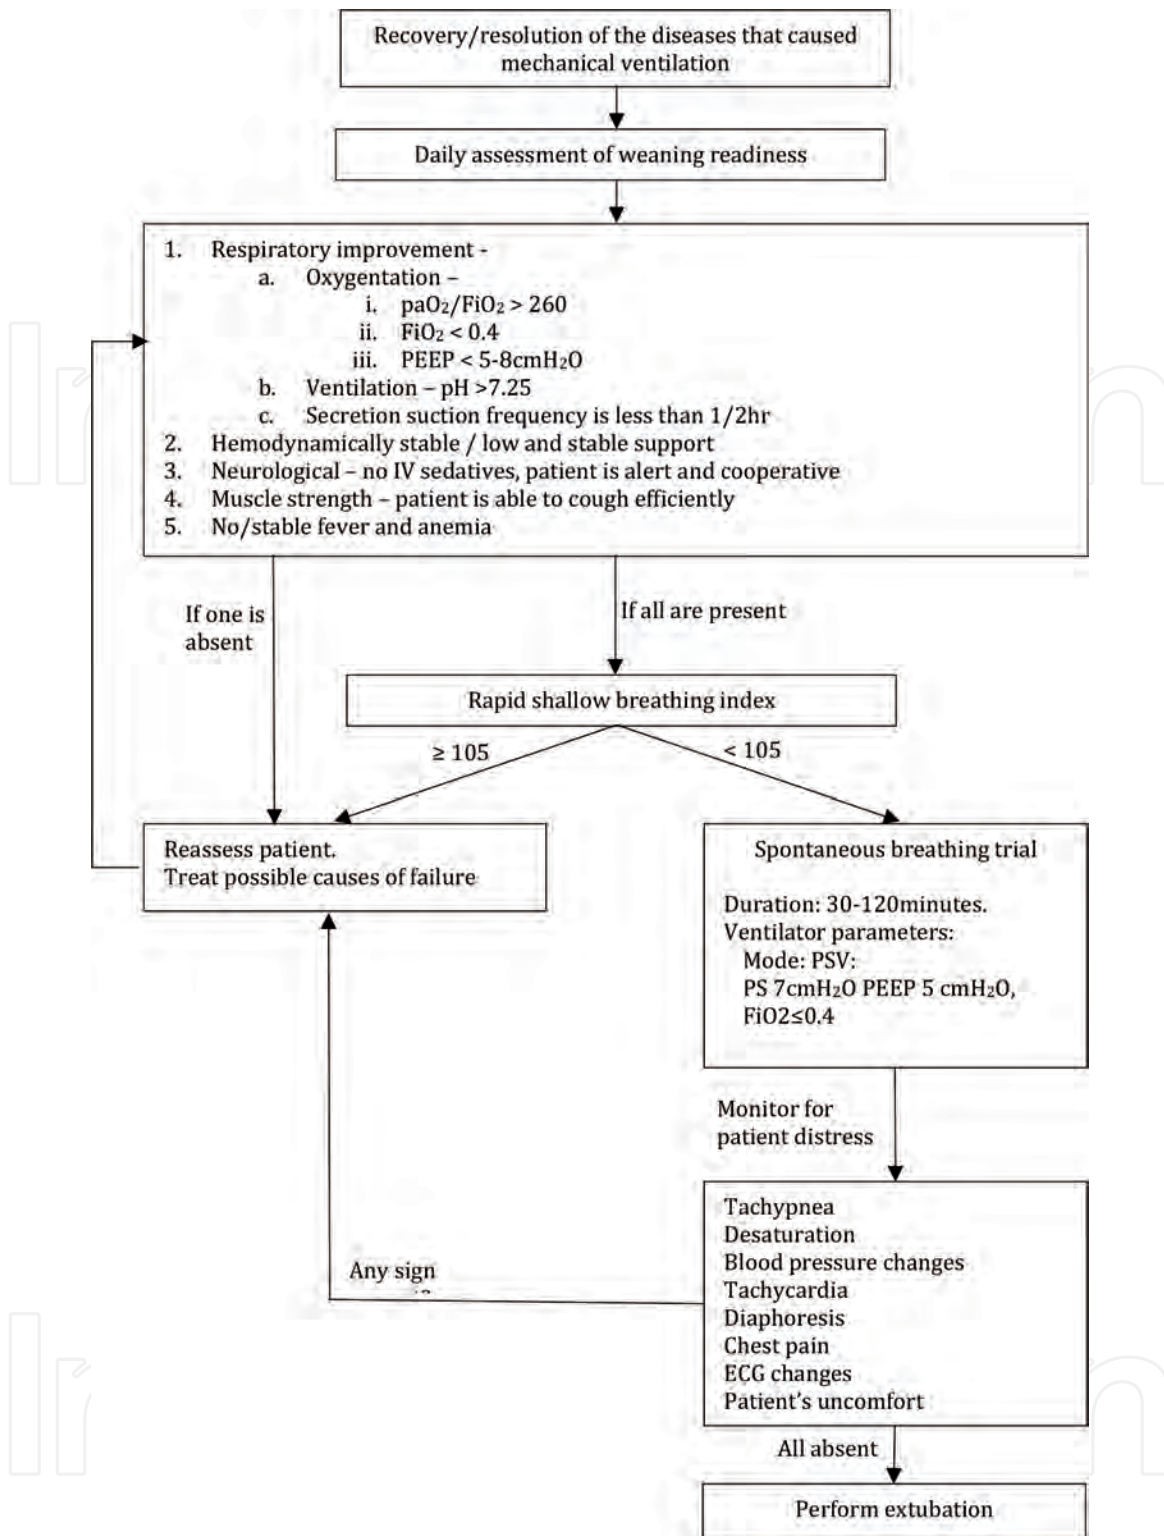 Recovery/resolution of the diseases that caused
mechanical ventilation
Daily assessment of weaning readiness
1. Respiratory improvement -
a. Oxygentation –
i. paO₂/FiO₂ > 260
ii. FiO₂ < 0.4
iii. PEEP < 5-8cmH₂O
b. Ventilation – pH >7.25
c. Secretion suction frequency is less than 1/2hr
2. Hemodynamically stable / low and stable support
3. Neurological – no IV sedatives, patient is alert and cooperative
4. Muscle strength – patient is able to cough efficiently
5. No/stable fever and anemia
If one is
absent
If all are present
Rapid shallow breathing index
≥ 105
< 105
Reassess patient.
Treat possible causes of failure
Spontaneous breathing trial
Duration: 30-120minutes.
Ventilator parameters:
Mode: PSV:
PS 7cmH₂O PEEP 5 cmH₂O,
FiO2≤0.4
Monitor for
patient distress
Tachypnea
Desaturation
Blood pressure changes
Tachycardia
Diaphoresis
Chest pain
ECG changes
Patient's uncomfort
Any sign
All absent
Perform extubation